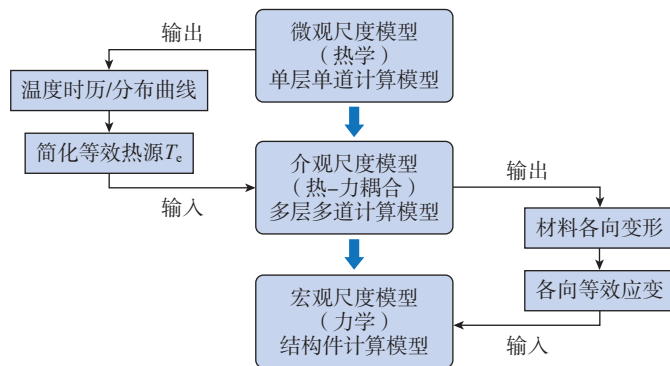 输出
微观尺度模型
（热学）
单层单道计算模型
温度时历/分布曲线
简化等效热源Te
输入
介观尺度模型
（热–力耦合）
多层多道计算模型
输出
材料各向变形
各向等效应变
输入
宏观尺度模型
（力学）
结构件计算模型